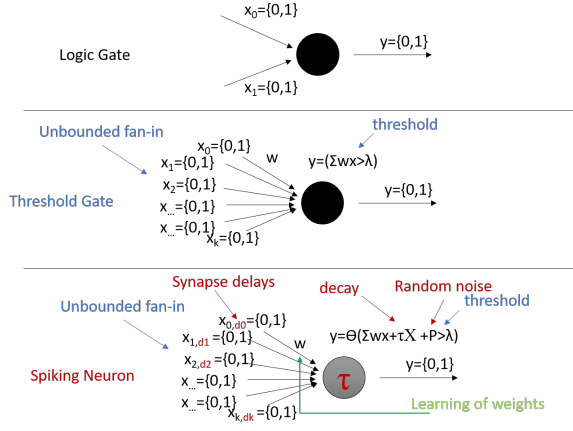 x0={0,1}
y={0,1}
Logic Gate
x1={0,1}
Unbounded fan-in
threshold
x0={0,1}
w
x1={0,1}
y=(Σwx>λ)
x2={0,1}
y={0,1}
Threshold Gate
x...={0,1}
x...={0,1}
xk={0,1}
Synapse delays
decay
Random noise
Unbounded fan-in
threshold
x0,d0={0,1}
y=ϴ(Σwx+τX +P>λ)
x1,d1={0,1}
w
x2,d2={0,1}
y={0,1}
Spiking Neuron
τ
x...={0,1}
x...={0,1}
xk,dk={0,1}
Learning of weights